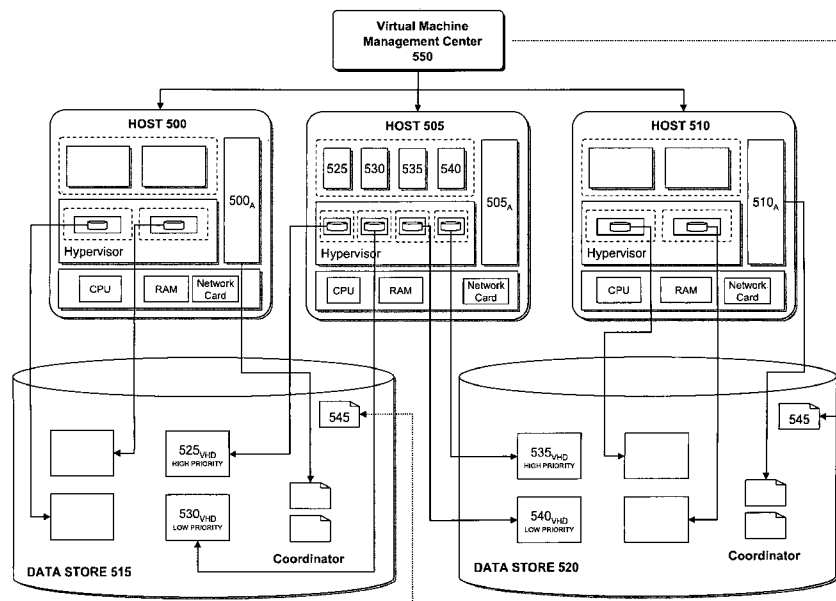 Virtual Machine
Management Center
550
HOST 500
500A
Hypervisor
CPU
RAM
Network
Card
HOST 505
525
530
535
540
505A
Hypervisor
CPU
RAM
Network
Card
HOST 510
510A
Hypervisor
CPU
RAM
Network
Card
545
525VHD
HIGH PRIORITY
530VHD
LOW PRIORITY
Coordinator
DATA STORE 515
545
535VHD
HIGH PRIORITY
540VHD
LOW PRIORITY
Coordinator
DATA STORE 520